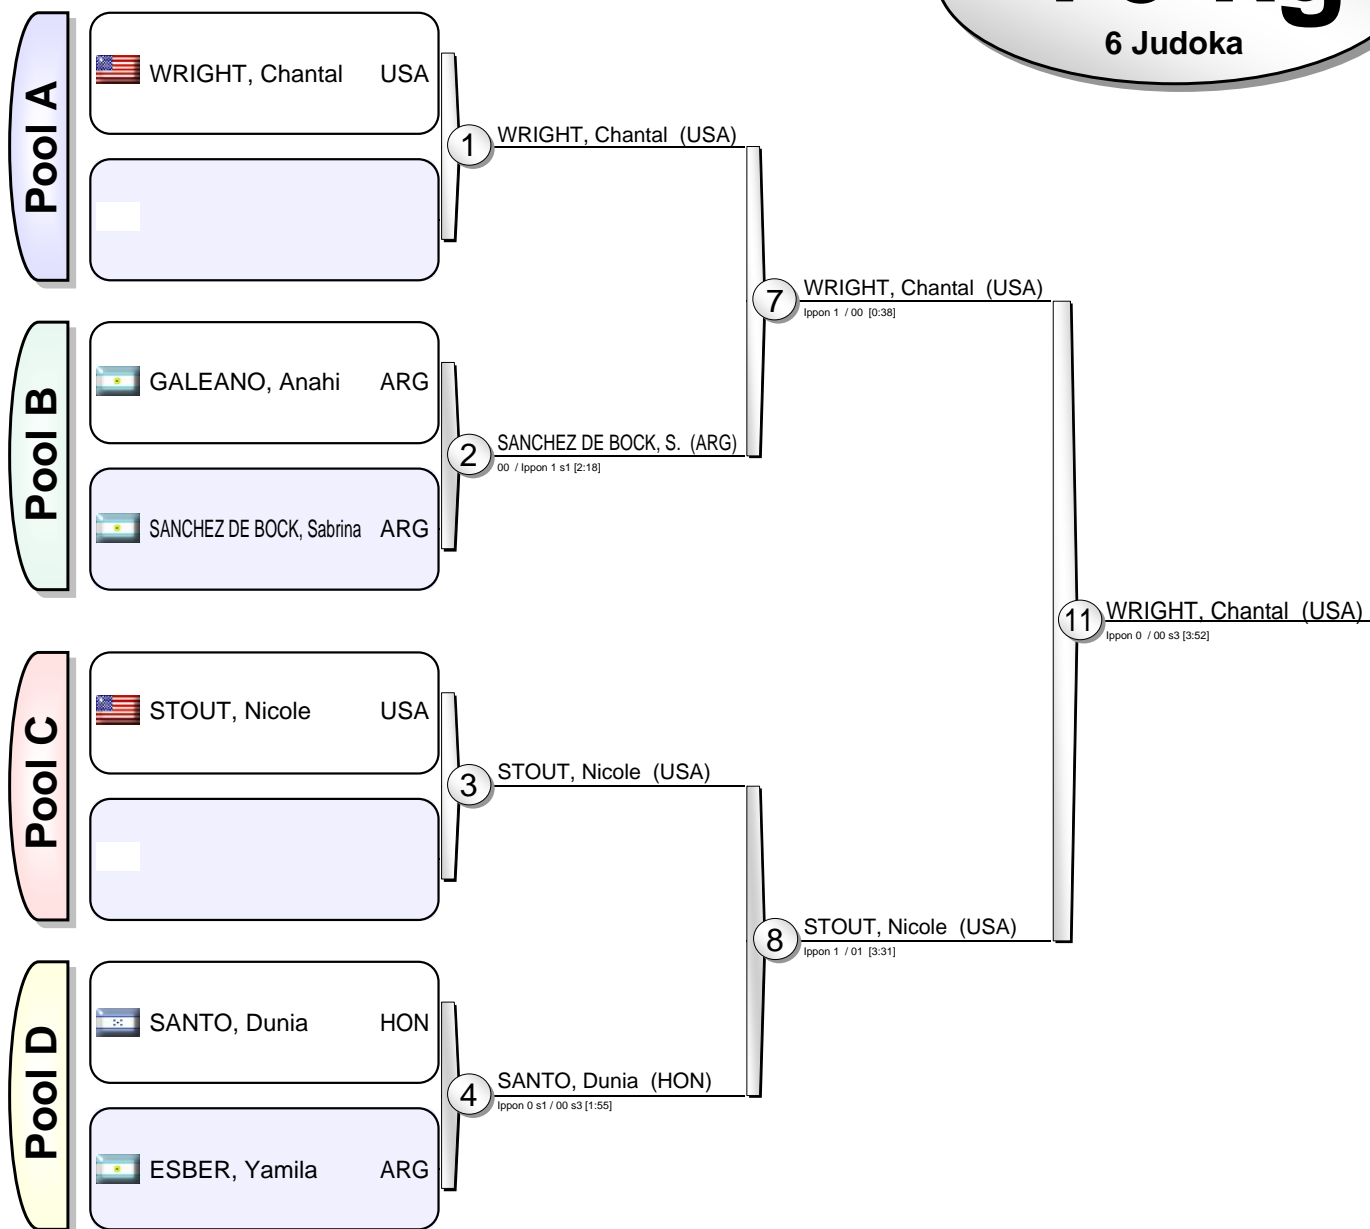 6 Judoka
Pool A
WRIGHT, Chantal USA
1
WRIGHT, Chantal (USA)
7
WRIGHT, Chantal (USA)
Ippon 1 / 00 [0:38]
Pool B
GALEANO, Anahi ARG
2
SANCHEZ DE BOCK, S. (ARG)
00 / Ippon 1 s1 [2:18]
SANCHEZ DE BOCK, Sabrina ARG
11
WRIGHT, Chantal (USA)
Ippon 0 / 00 s3 [3:52]
Pool C
STOUT, Nicole USA
3
STOUT, Nicole (USA)
8
STOUT, Nicole (USA)
Ippon 1 / 01 [3:31]
Pool D
SANTO, Dunia HON
4
SANTO, Dunia (HON)
Ippon 0 s1 / 00 s3 [1:55]
ESBER, Yamila ARG